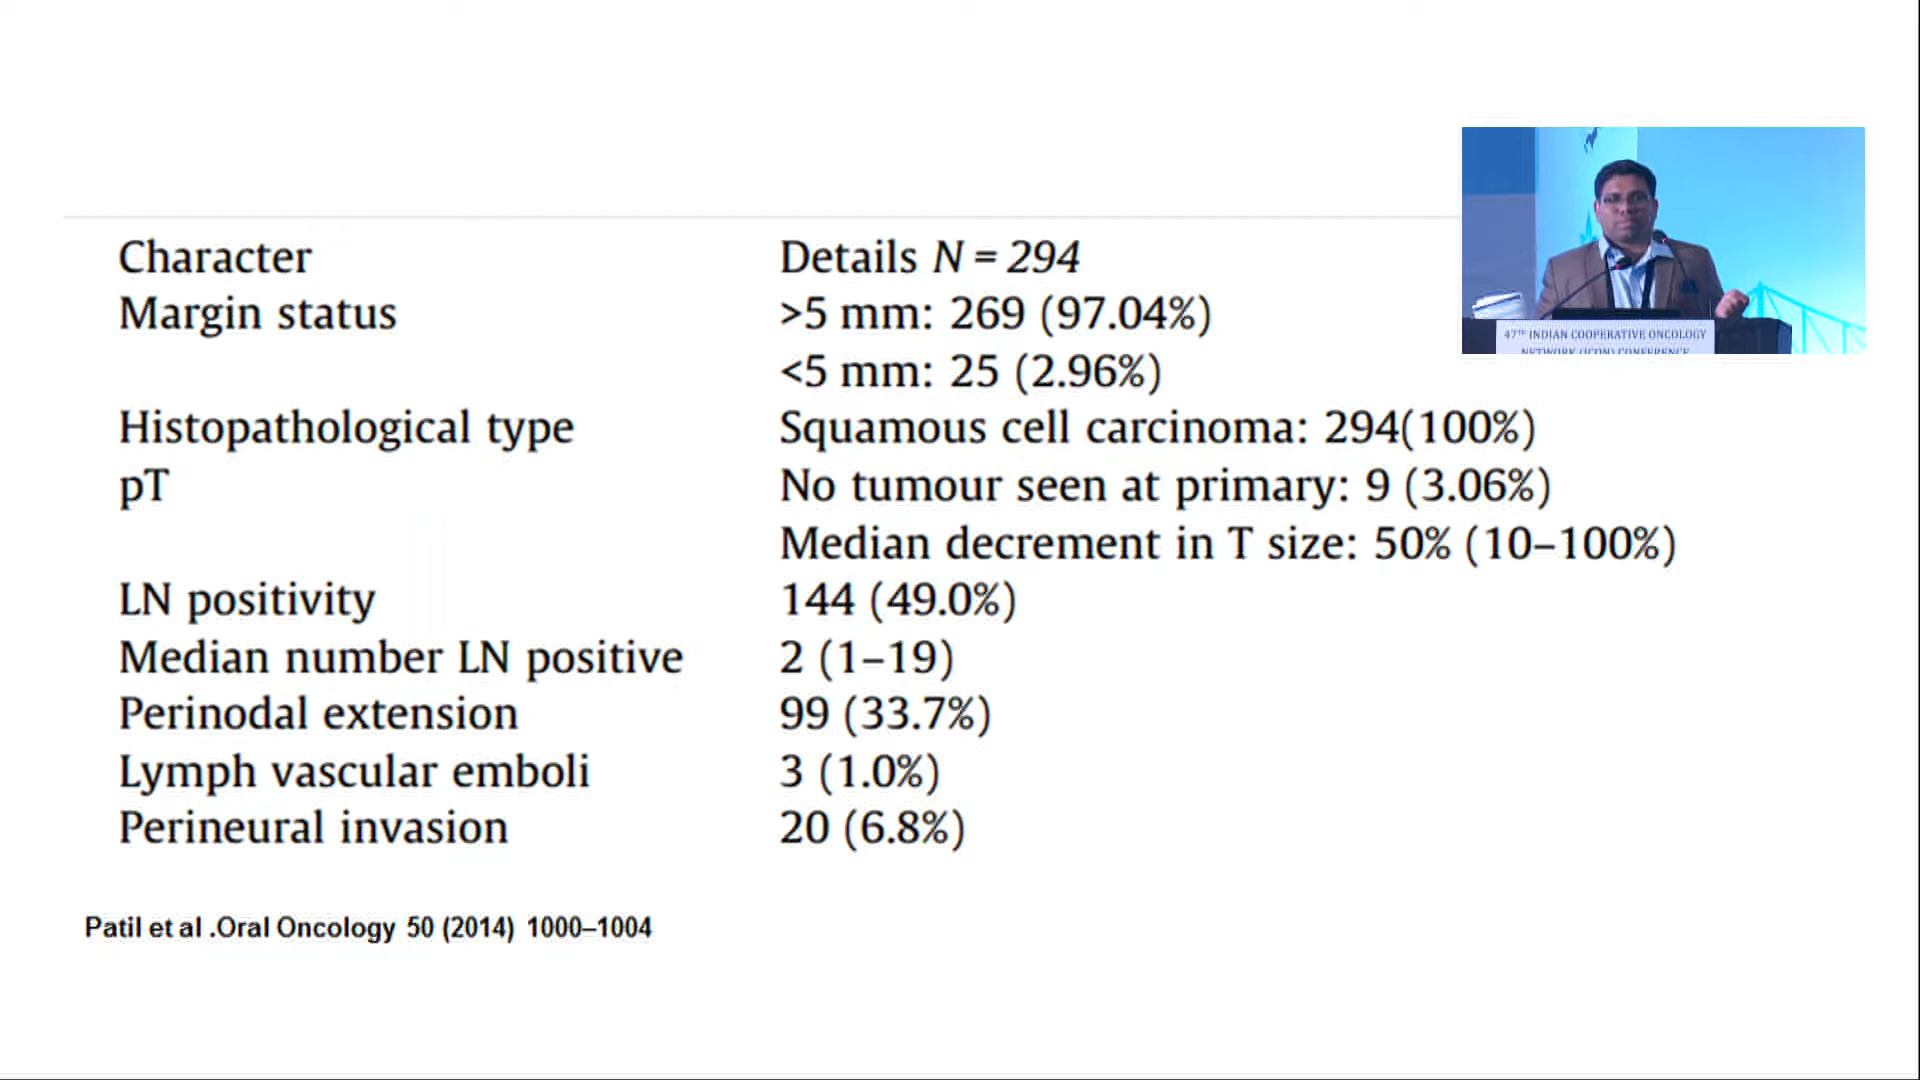 Character Details N = 294
Margin status >5 mm: 269 (97.04%)
<5 mm: 25 (2.96%)
Histopathological type Squamous cell carcinoma: 294(100%)
pT No tumour seen at primary: 9 (3.06%)
Median decrement in T size: 50% (10–100%)
LN positivity 144 (49.0%)
Median number LN positive 2 (1–19)
Perinodal extension 99 (33.7%)
Lymph vascular emboli 3 (1.0%)
Perineural invasion 20 (6.8%)
Patil et al .Oral Oncology 50 (2014) 1000–1004
47TH INDIAN COOPERATIVE ONCOLOGY
NETWORK (ICON) CONFERENCE